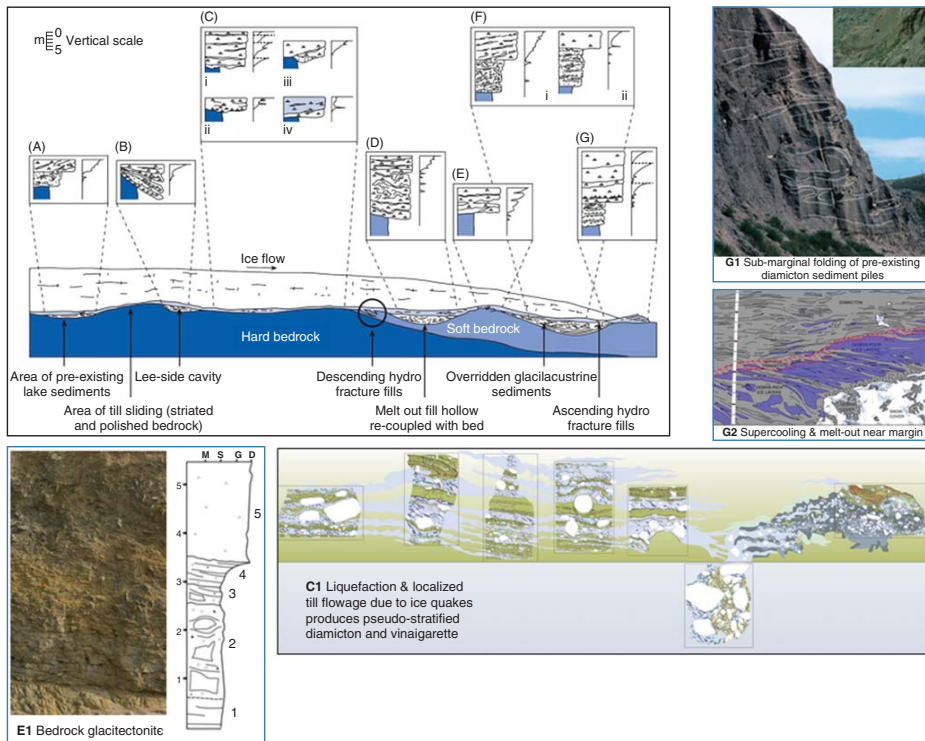 m 0
5 Vertical scale
(C)
i
iii
ii
iv
(F)
i
ii
(A)
(B)
(D)
(E)
(G)
Ice flow
Hard bedrock
Soft bedrock
Area of pre-existing
lake sediments
Lee-side cavity
Area of till sliding (striated
and polished bedrock)
Descending hydro
fracture fills
Melt out fill hollow
re-coupled with bed
Overridden glacilacustrine
sediments
Ascending hydro
fracture fills
G1 Sub-marginal folding of pre-existing
diamicton sediment piles
G2 Supercooling & melt-out near margin
M S G D
5
4
3
2
1
5
4
3
2
1
E1 Bedrock glacitectonite
C1 Liquefaction & localized
till flowage due to ice quakes
produces pseudo-stratified
diamicton and vinaigarette